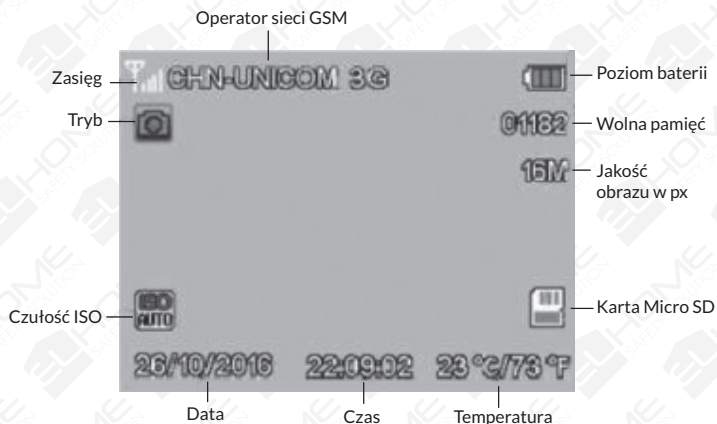 Operator sieci GSM
Zasięg
CHN-UNICOM 3G
Poziom baterii
Tryb
01182
Wolna pamięć
16M
Jakość
obrazu w px
Czułość ISO
ISO
AUTO
Karta Micro SD
26/10/2016 22:09:02 23 °C/73 °F
Data
Czas
Temperatura